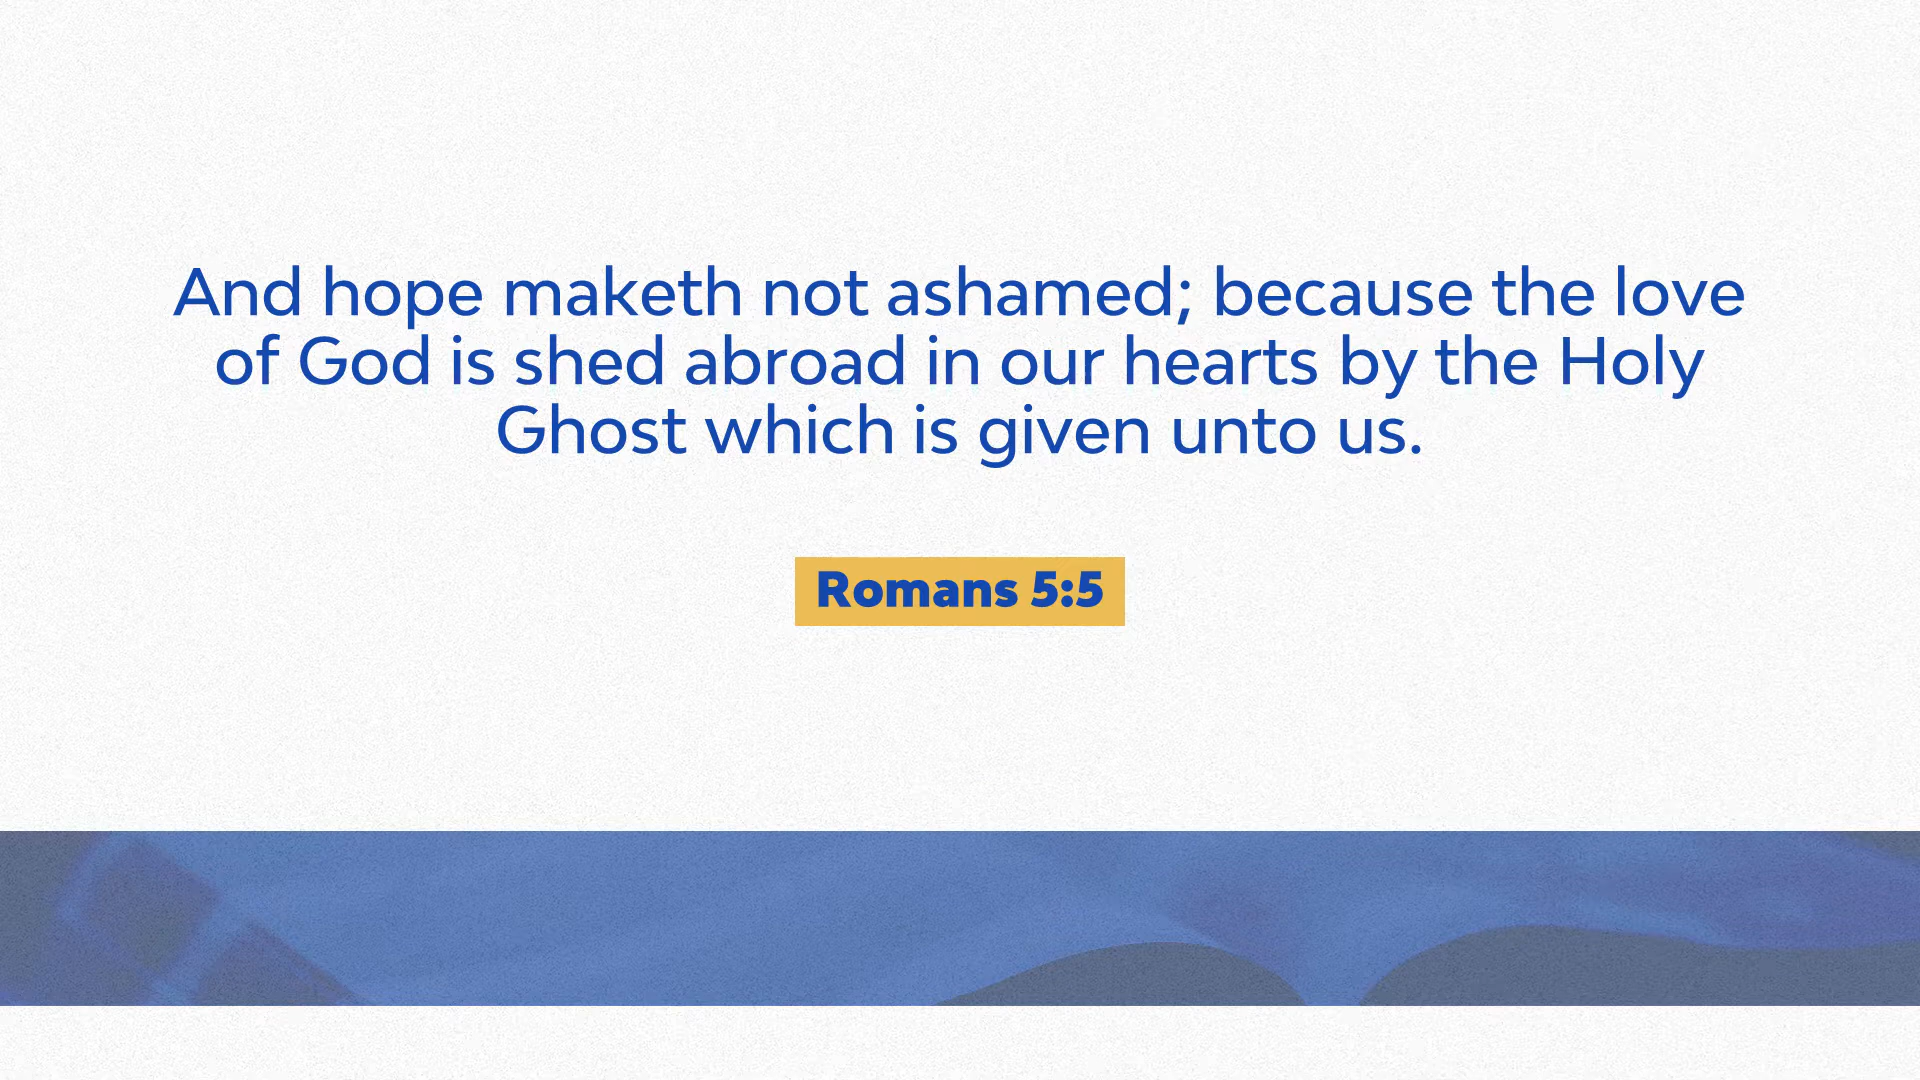 And hope maketh not ashamed; because the love
of God is shed abroad in our hearts by the Holy
Ghost which is given unto us.
Romans 5:5